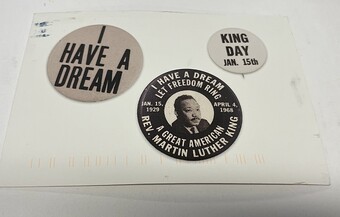 I
HAVE A
DREAM
KING
DAY
JAN. 15th
I HAVE A DREAM
LET FREEDOM RING
JAN. 15,
1929
APRIL 4,
1968
A GREAT AMERICAN
REV. MARTIN LUTHER KING